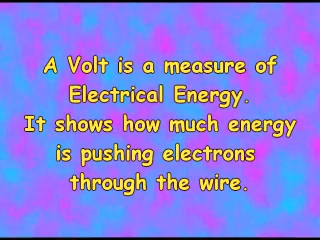 A Volt is a measure of
Electrical Energy.
It shows how much energy
is pushing electrons
through the wire.